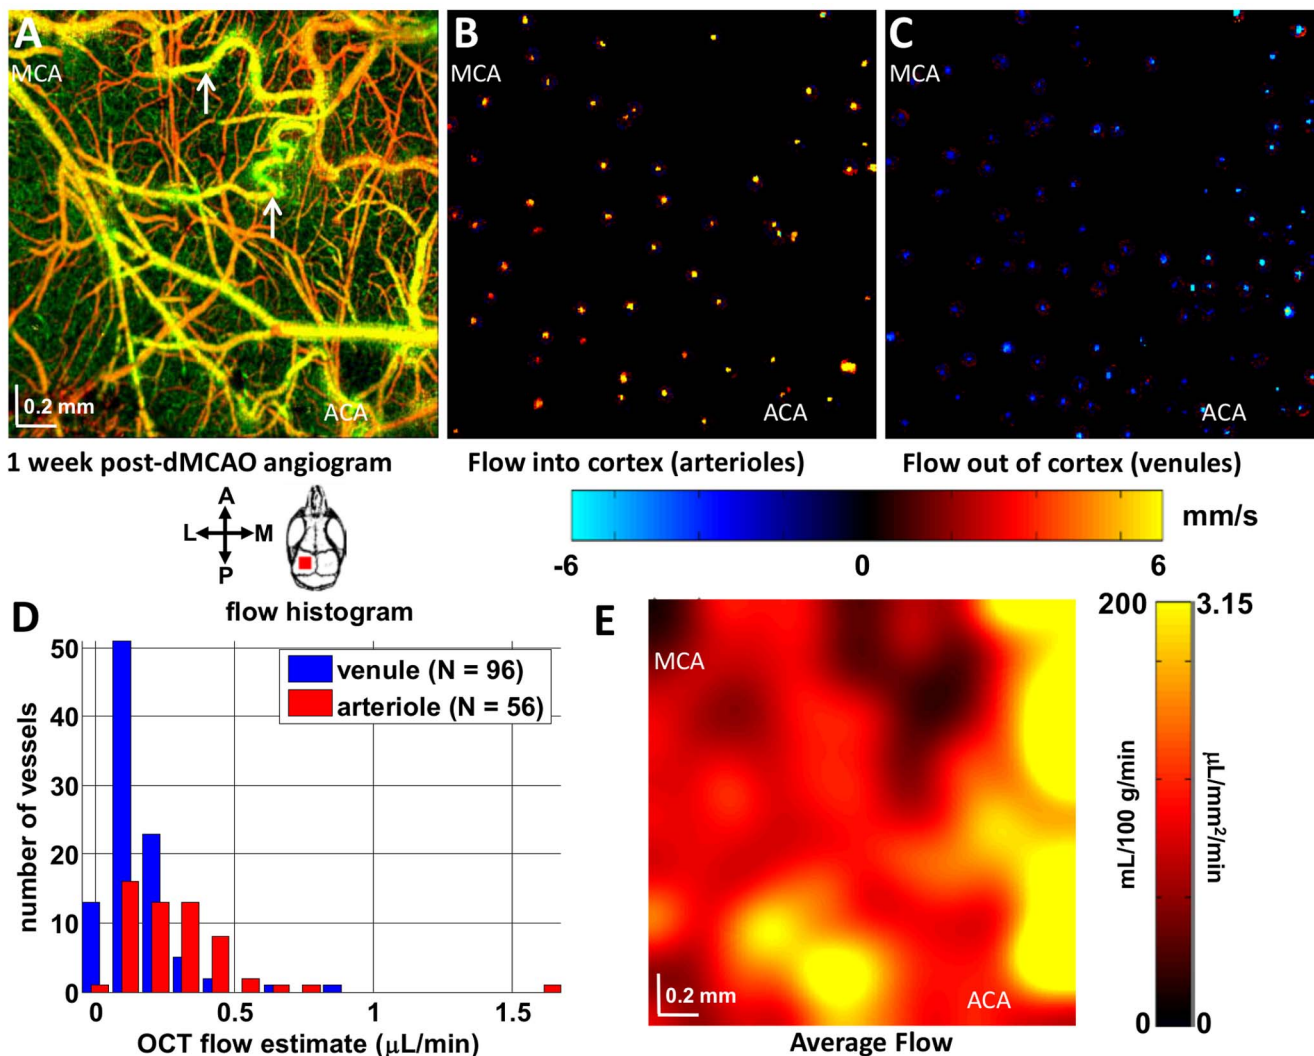 A
MCA
0.2 mm
ACA
B
MCA
ACA
C
MCA
ACA
1 week post-dMCAO angiogram
Flow into cortex (arterioles)
Flow out of cortex (venules)
A
L
M
P
mm/s
-6
0
6
D
flow histogram
venule (N = 96)
arteriole (N = 56)
number of vessels
50
40
30
20
10
0
0
0.5
1
1.5
OCT flow estimate (μL/min)
E
MCA
0.2 mm
ACA
Average Flow
200
3.15
mL/100 g/min
μL/mm²/min
0
0